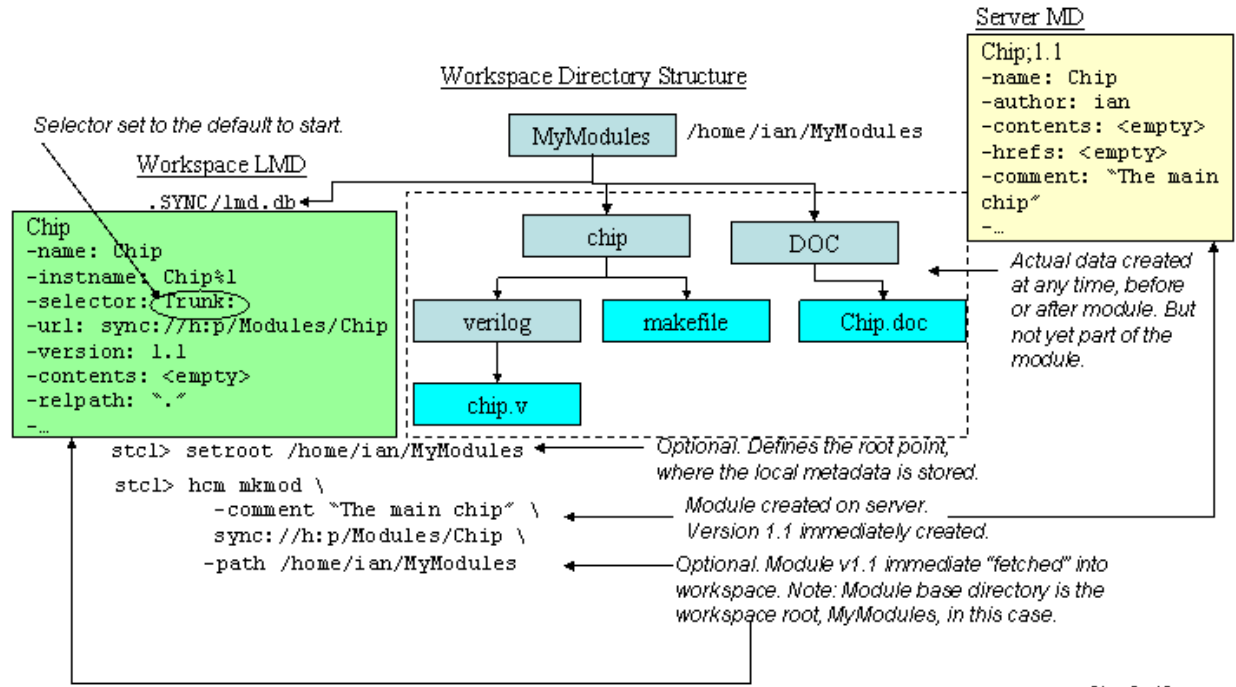 Server MD
Chip;1.1
-name: Chip
-author: ian
-contents: <empty>
-hrefs: <empty>
-comment: “The main
chip”
-…
Workspace Directory Structure
MyModules
/home/ian/MyModules
Selector set to the default to start.
Workspace LMD
.SYNC/lmd.db
Chip
-name: Chip
-instname: Chip%1
-selector: Trunk:
-url: sync://h:p/Modules/Chip
-version: 1.1
-contents: <empty>
-relpath: “.”
-…
chip
DOC
verilog
makefile
Chip.doc
chip.v
Actual data created
at any time, before
or after module. But
not yet part of the
module.
stcl> setroot /home/ian/MyModules
Optional. Defines the root point,
where the local metadata is stored.
stcl> hcm mkmod \
-comment “The main chip” \
sync://h:p/Modules/Chip \
-path /home/ian/MyModules
Module created on server.
Version 1.1 immediately created.
Optional. Module v1.1 immediate “fetched” into
workspace. Note: Module base directory is the
workspace root, MyModules, in this case.